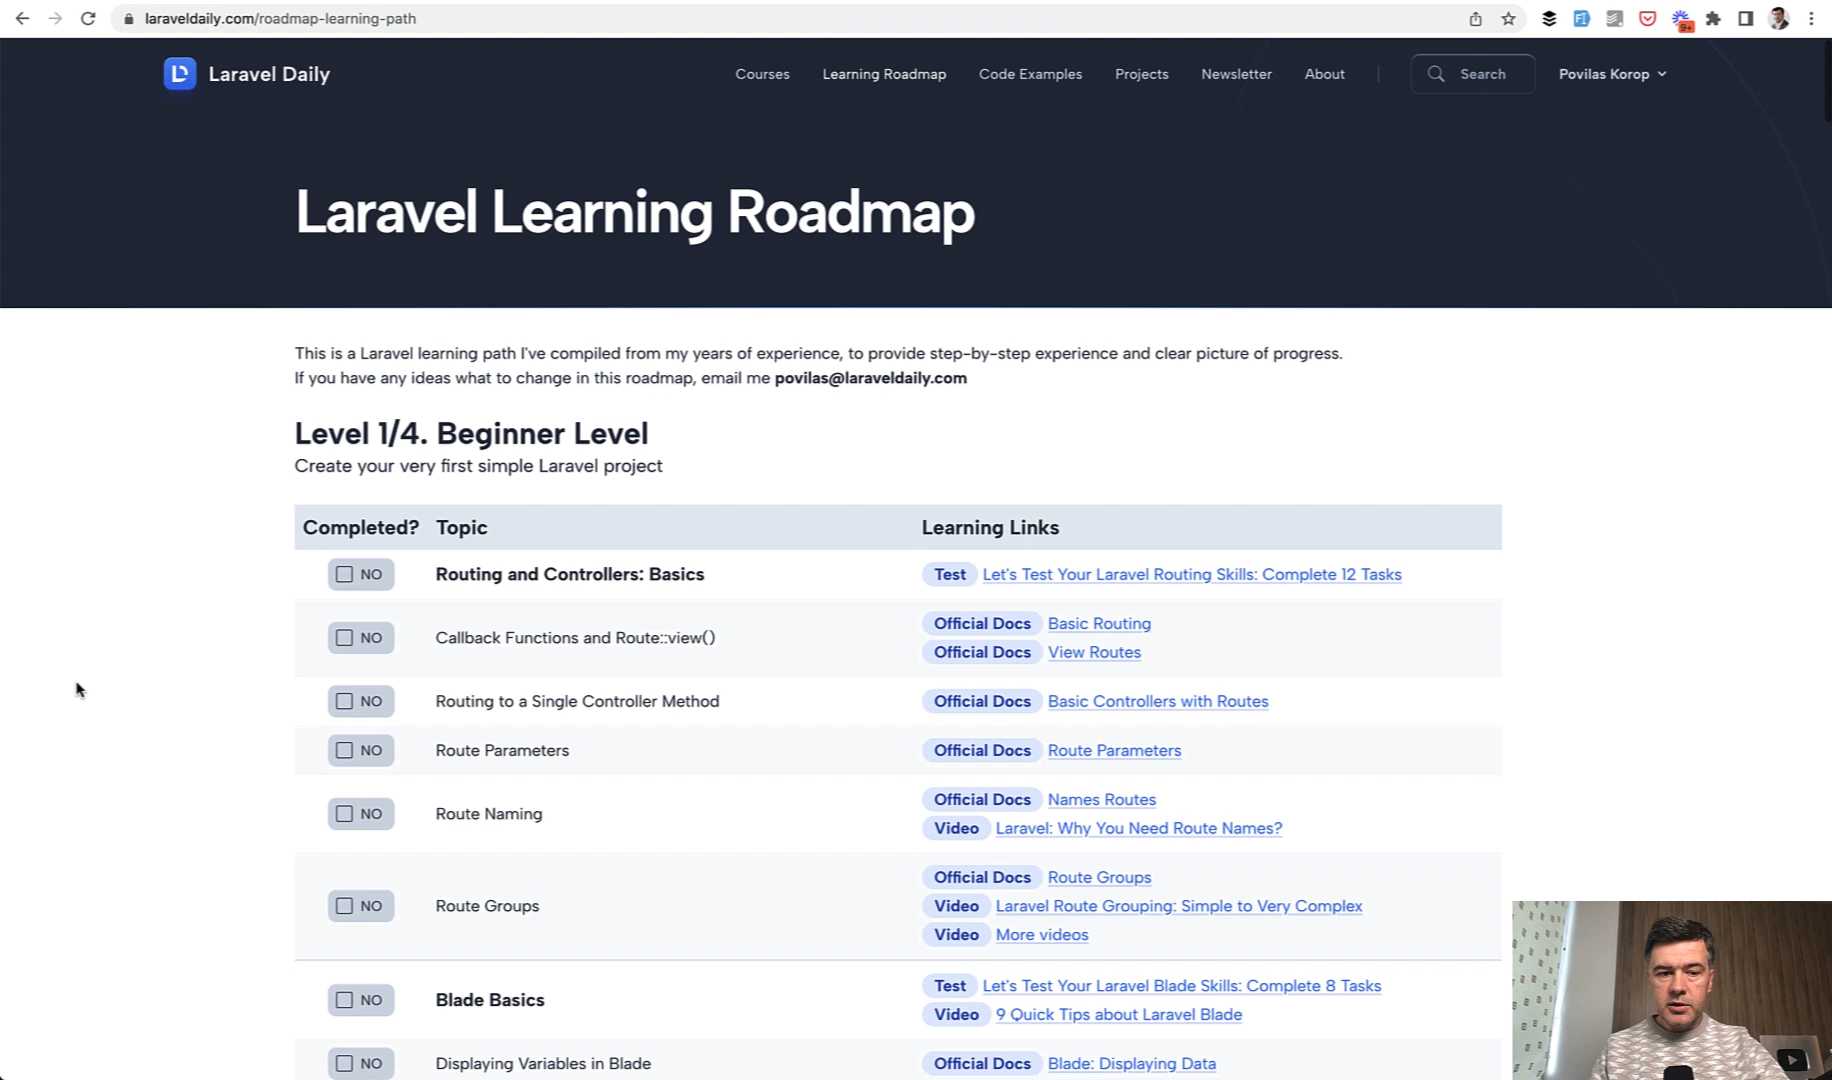 laraveldaily.com/roadmap-learning-path
9+
Laravel Daily
Courses
Learning Roadmap
Code Examples
Projects
Newsletter
About
Search
Povilas Korop
Laravel Learning Roadmap
This is a Laravel learning path I've compiled from my years of experience, to provide step-by-step experience and clear picture of progress.
If you have any ideas what to change in this roadmap, email me povilas@laraveldaily.com
Level 1/4. Beginner Level
Create your very first simple Laravel project
Completed? Topic Learning Links
NO Routing and Controllers: Basics Test Let's Test Your Laravel Routing Skills: Complete 12 Tasks
NO Callback Functions and Route::view() Official Docs Basic Routing
Official Docs View Routes
NO Routing to a Single Controller Method Official Docs Basic Controllers with Routes
NO Route Parameters Official Docs Route Parameters
NO Route Naming Official Docs Names Routes
Video Laravel: Why You Need Route Names?
NO Route Groups Official Docs Route Groups
Video Laravel Route Grouping: Simple to Very Complex
Video More videos
NO Blade Basics Test Let's Test Your Laravel Blade Skills: Complete 8 Tasks
Video 9 Quick Tips about Laravel Blade
NO Displaying Variables in Blade Official Docs Blade: Displaying Data